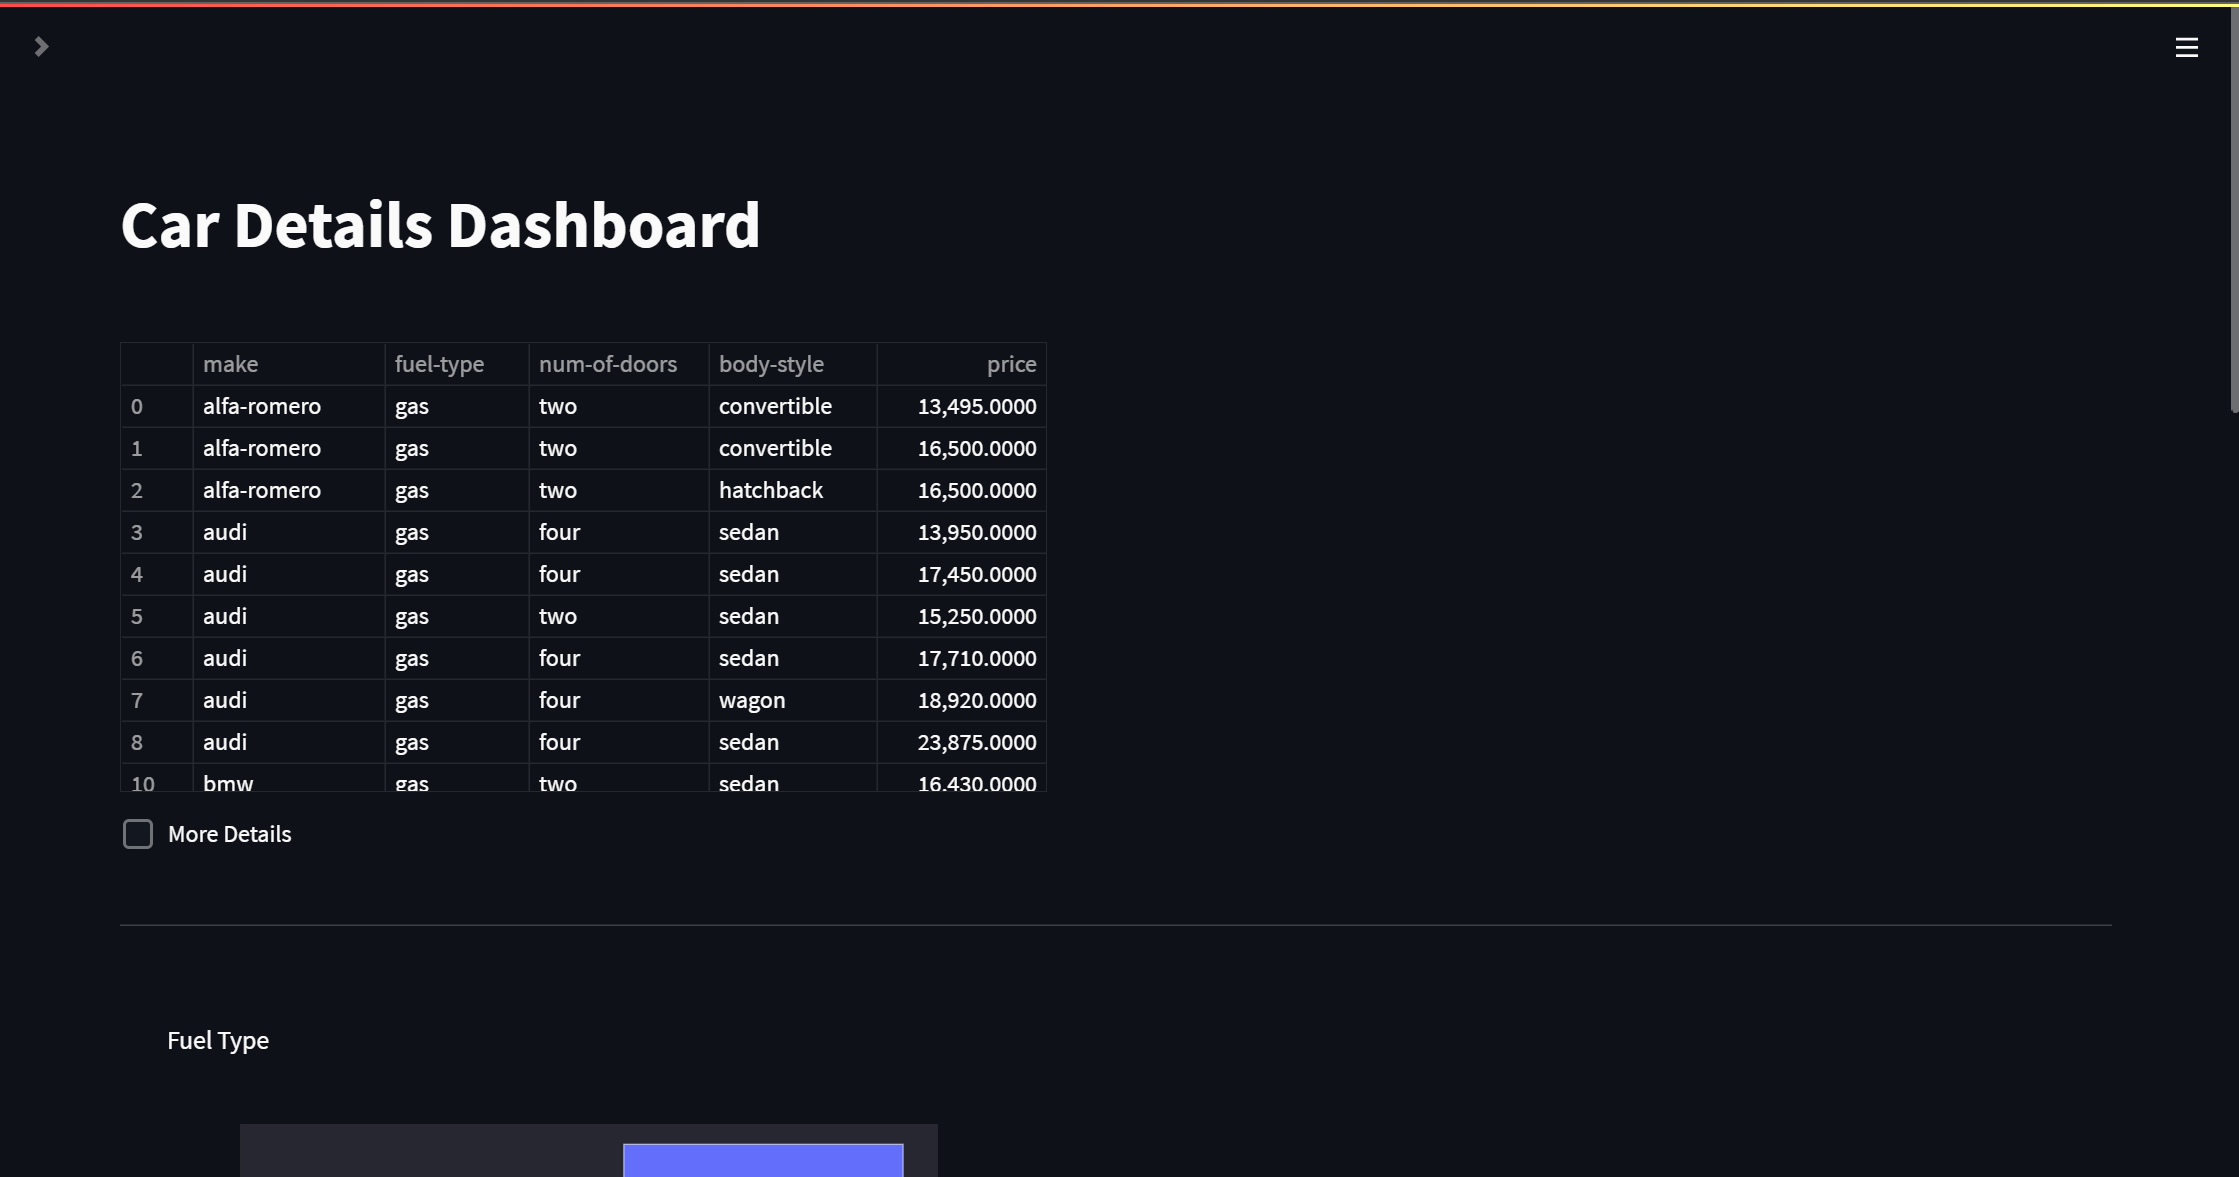 Car Details Dashboard
make fuel-type num-of-doors body-style price
0 alfa-romero gas two convertible 13,495.0000
1 alfa-romero gas two convertible 16,500.0000
2 alfa-romero gas two hatchback 16,500.0000
3 audi gas four sedan 13,950.0000
4 audi gas four sedan 17,450.0000
5 audi gas two sedan 15,250.0000
6 audi gas four sedan 17,710.0000
7 audi gas four wagon 18,920.0000
8 audi gas four sedan 23,875.0000
10 bmw gas two sedan 16,430.0000
More Details
Fuel Type